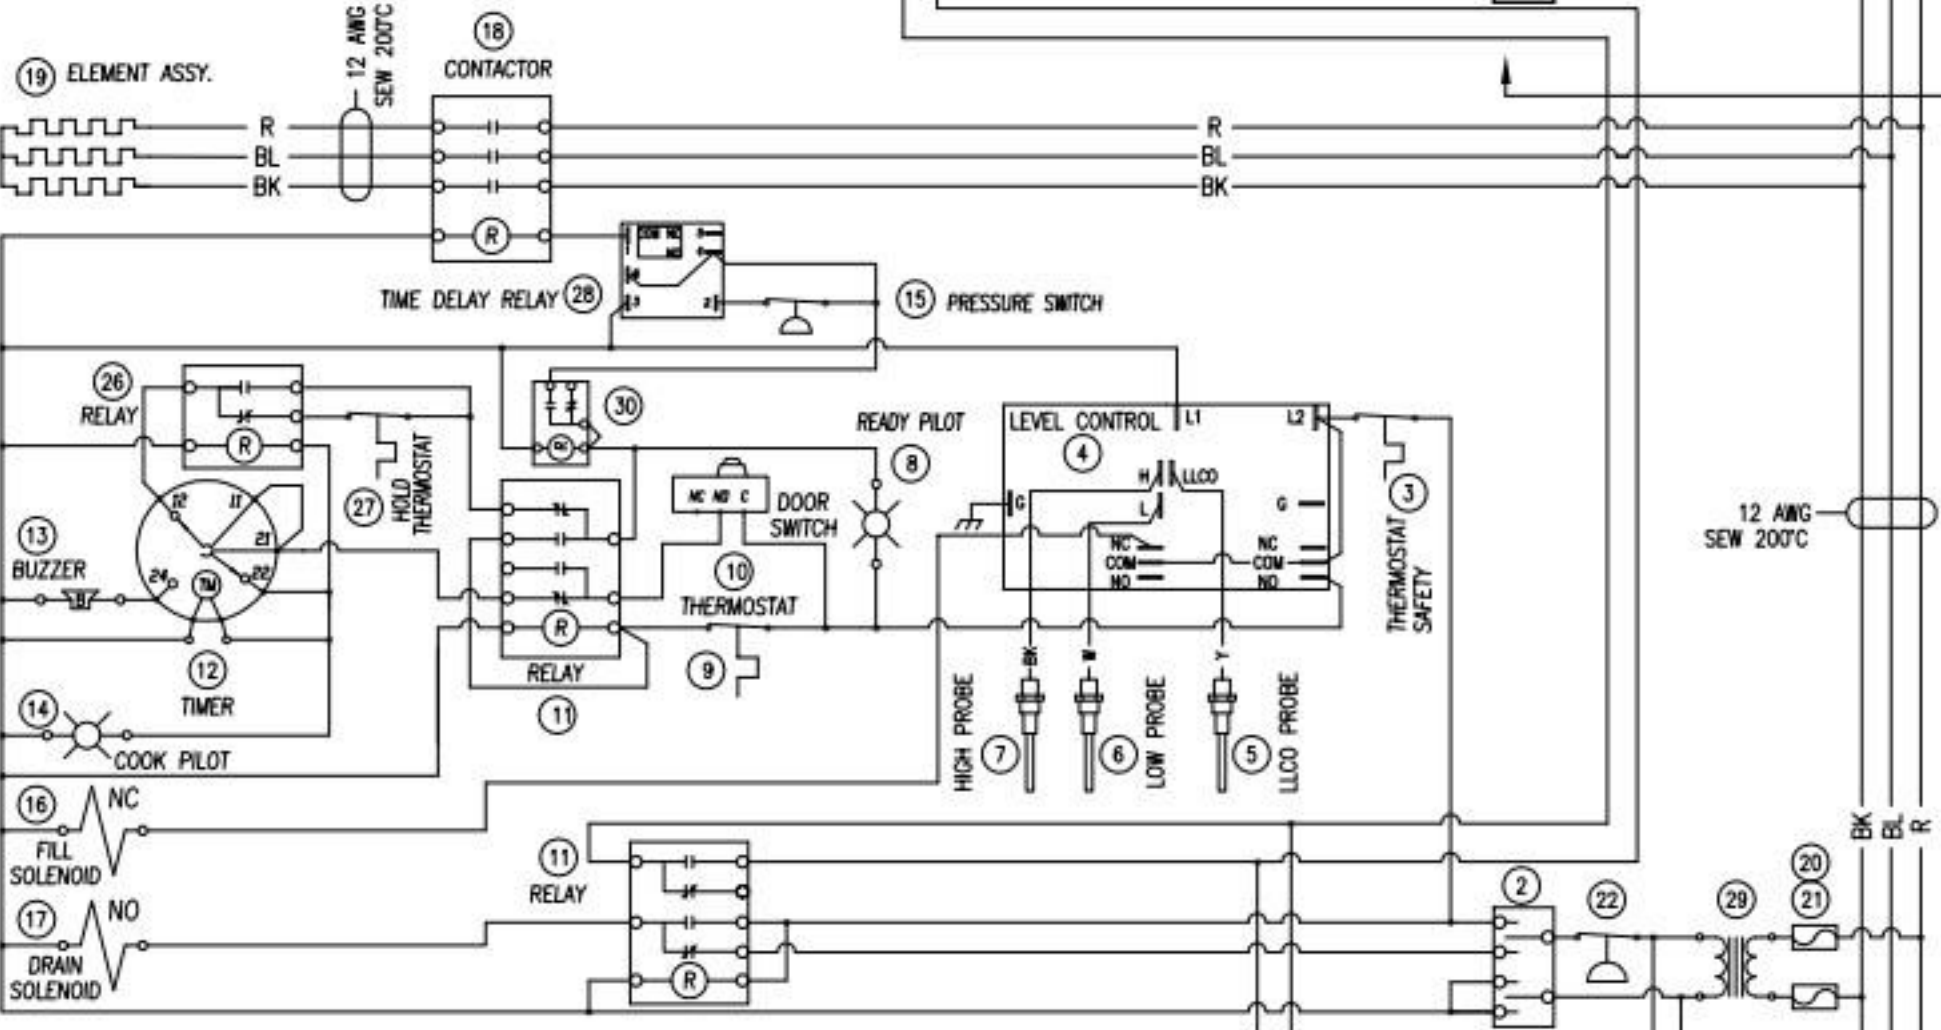 19 ELEMENT ASSY.
12 AWG
SEW 200°C
18
CONTACTOR
R
BL
BK
R
BL
BK
R
TIME DELAY RELAY 28
COM NC
NO
3
2
15 PRESSURE SWITCH
26
RELAY
R
27
HOLD
THERMOSTAT
30
READY PILOT
8
LEVEL CONTROL
4
L1
L2
H
LLCO
L
G
G
NC
COM
NO
NC
COM
NO
3
THERMOSTAT
SAFETY
12 AWG
SEW 200°C
NC NO C
DOOR
SWITCH
10
THERMOSTAT
9
R
RELAY
11
12
11
21
22
24
TM
13
BUZZER
B
12
TIMER
14
COOK PILOT
BK
W
Y
HIGH PROBE
7
6
LOW PROBE
5
LLCO PROBE
16
NC
FILL
SOLENOID
17
NO
DRAIN
SOLENOID
11
RELAY
R
2
22
29
20
21
BK
BL
R